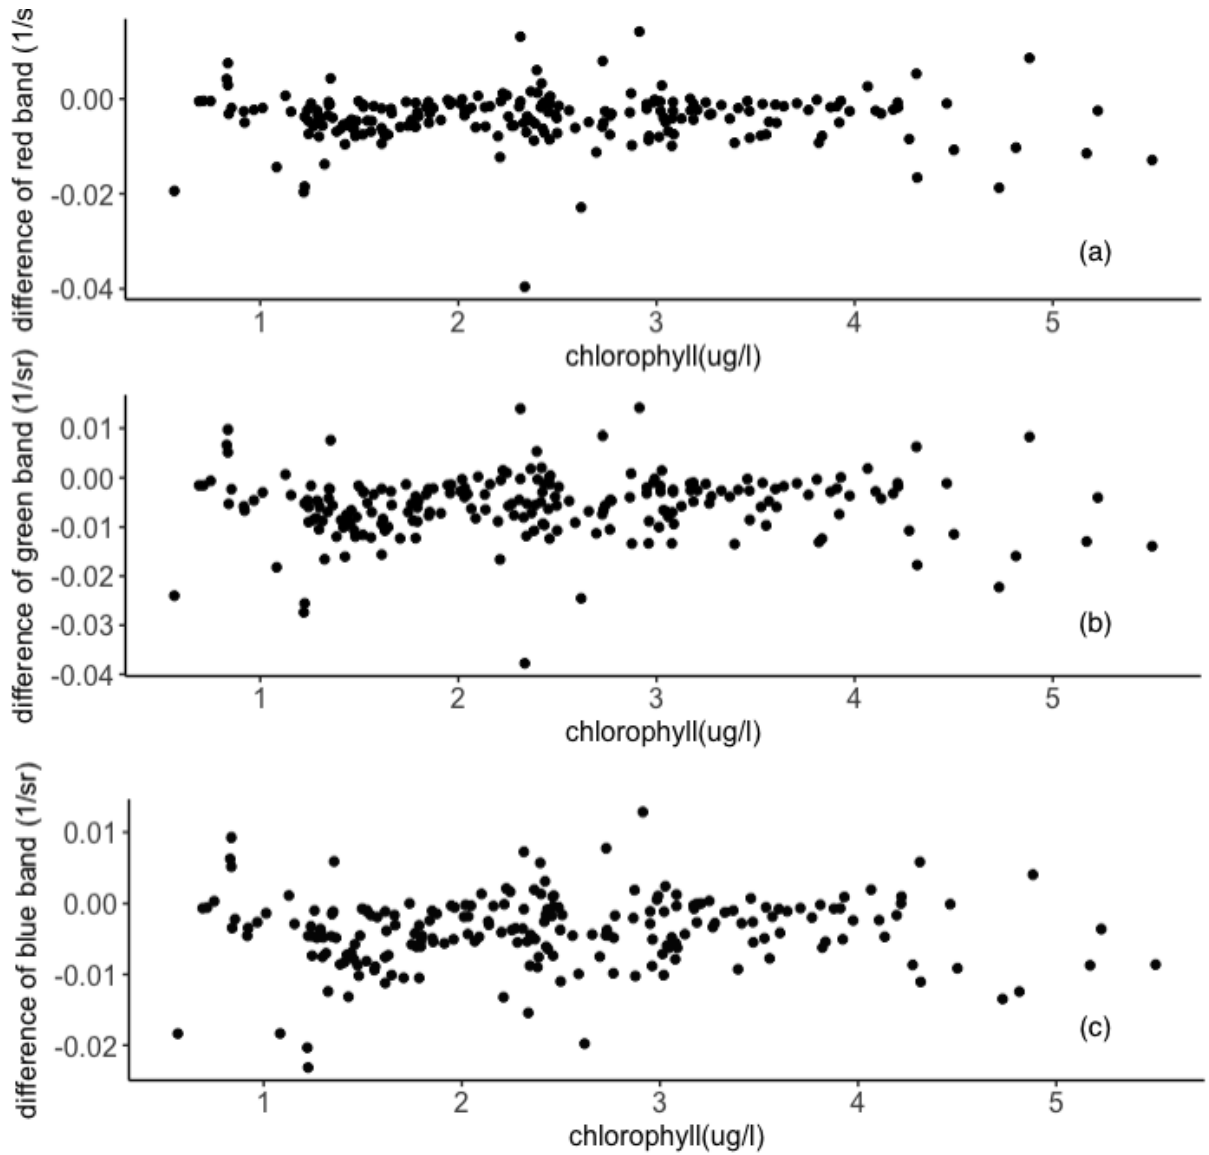 difference of red band (1/s
0.00
-0.02
-0.04
1 2 3 4 5
chlorophyll(ug/l)
(a)
difference of green band (1/sr)
0.01
0.00
-0.01
-0.02
-0.03
-0.04
1 2 3 4 5
chlorophyll(ug/l)
(b)
difference of blue band (1/sr)
0.01
0.00
-0.01
-0.02
1 2 3 4 5
chlorophyll(ug/l)
(c)